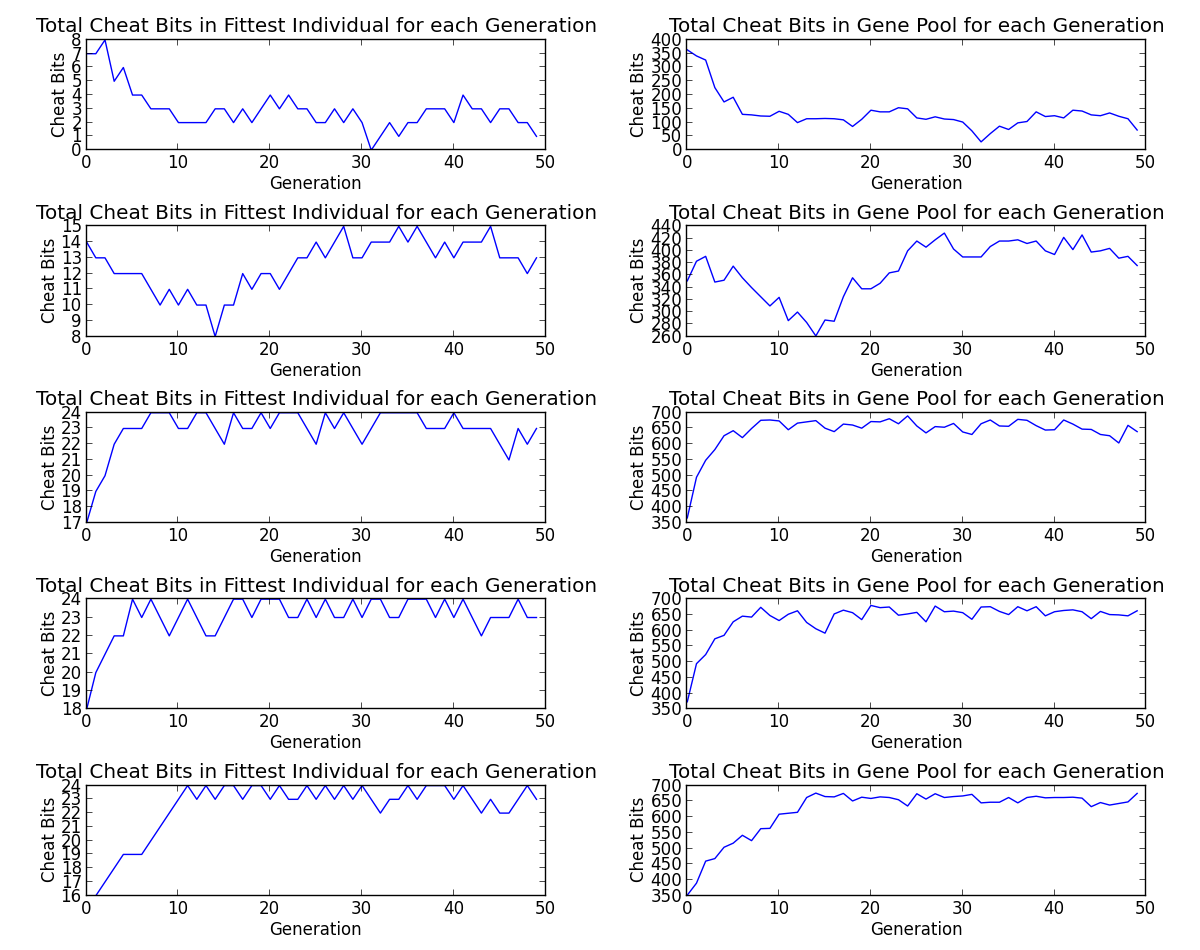 Total Cheat Bits in Fittest Individual for each Generation
8
7
6
5
4
3
2
1
0
Cheat Bits
0 10 20 30 40 50
Generation
Total Cheat Bits in Gene Pool for each Generation
400
350
300
250
200
150
100
50
0
Cheat Bits
0 10 20 30 40 50
Generation
Total Cheat Bits in Fittest Individual for each Generation
15
14
13
12
11
10
9
8
Cheat Bits
0 10 20 30 40 50
Generation
Total Cheat Bits in Gene Pool for each Generation
440
420
400
380
360
340
320
300
280
260
Cheat Bits
0 10 20 30 40 50
Generation
Total Cheat Bits in Fittest Individual for each Generation
24
23
22
21
20
19
18
17
Cheat Bits
0 10 20 30 40 50
Generation
Total Cheat Bits in Gene Pool for each Generation
700
650
600
550
500
450
400
350
Cheat Bits
0 10 20 30 40 50
Generation
Total Cheat Bits in Fittest Individual for each Generation
24
23
22
21
20
19
18
Cheat Bits
0 10 20 30 40 50
Generation
Total Cheat Bits in Gene Pool for each Generation
700
650
600
550
500
450
400
350
Cheat Bits
0 10 20 30 40 50
Generation
Total Cheat Bits in Fittest Individual for each Generation
24
23
22
21
20
19
18
17
16
Cheat Bits
0 10 20 30 40 50
Generation
Total Cheat Bits in Gene Pool for each Generation
700
650
600
550
500
450
400
350
Cheat Bits
0 10 20 30 40 50
Generation